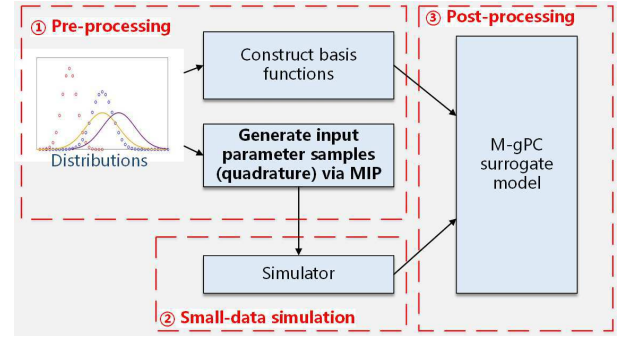 ① Pre-processing
Distributions
Construct basis
functions
Generate input
parameter samples
(quadrature) via MIP
Simulator
② Small-data simulation
③ Post-processing
M-gPC
surrogate
model